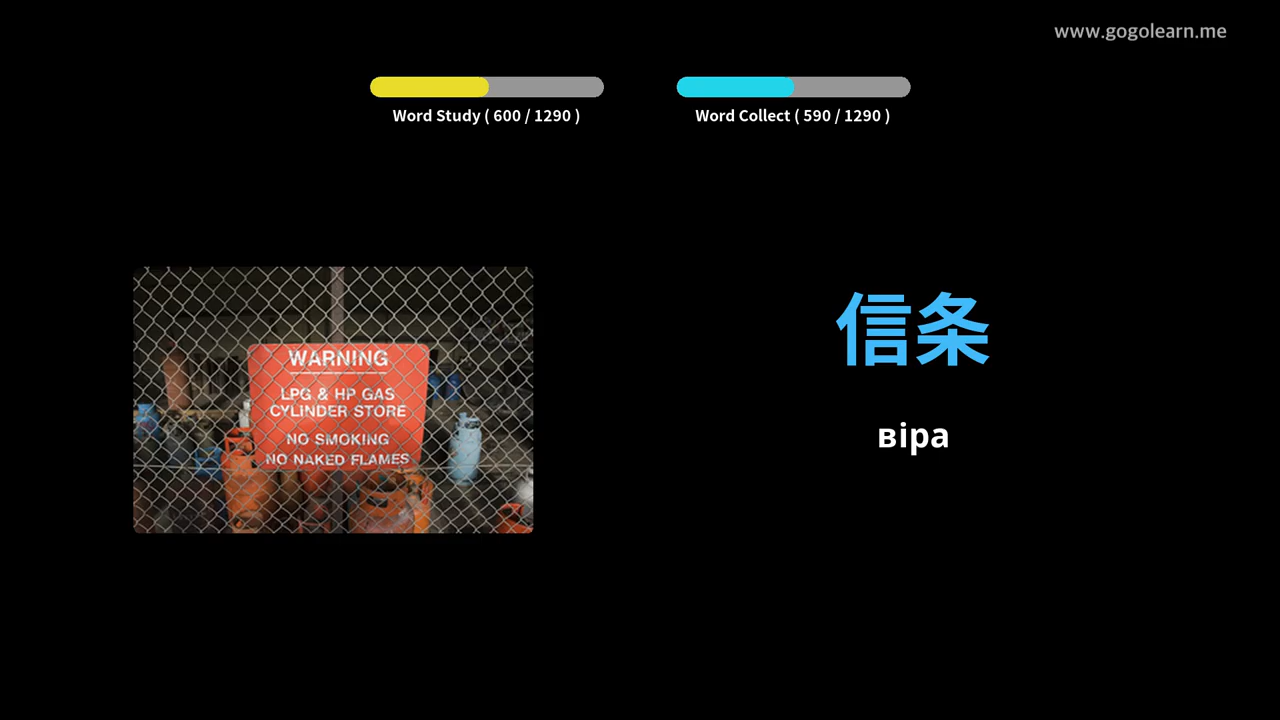 www.gogolearn.me
Word Study ( 600 / 1290 )
Word Collect ( 590 / 1290 )
WARNING
LPG & HP GAS
CYLINDER STORE
NO SMOKING
NO NAKED FLAMES
信条
віра